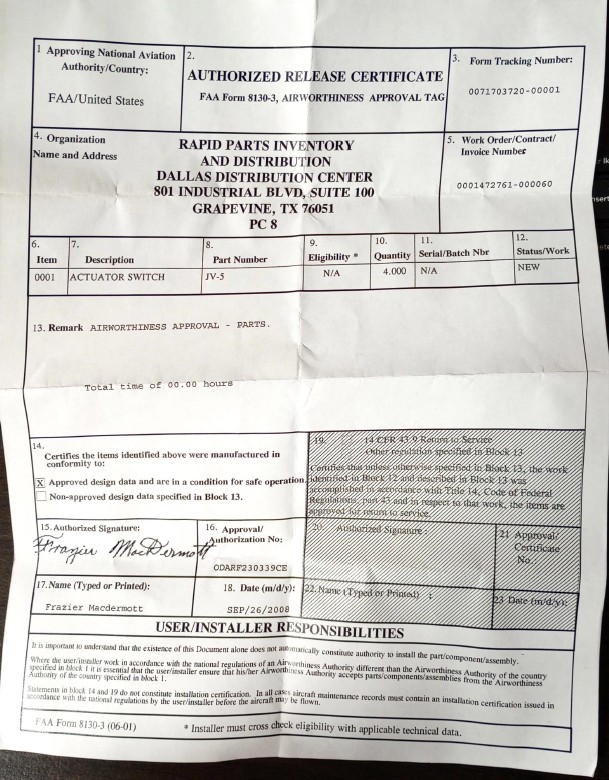 1 Approving National Aviation
Authority/Country:
FAA/United States
2.
AUTHORIZED RELEASE CERTIFICATE
FAA Form 8130-3, AIRWORTHINESS APPROVAL TAG
3. Form Tracking Number:
0071703720-00001
4. Organization
Name and Address
RAPID PARTS INVENTORY
AND DISTRIBUTION
DALLAS DISTRIBUTION CENTER
801 INDUSTRIAL BLVD, SUITE 100
GRAPEVINE, TX 76051
PC 8
5. Work Order/Contract/
Invoice Number
0001472761-000060
6. Item
7. Description
8. Part Number
9. Eligibility *
10. Quantity
11. Serial/Batch Nbr
12. Status/Work
0001 ACTUATOR SWITCH JV-5 N/A 4.000 N/A NEW
13. Remark AIRWORTHINESS APPROVAL - PARTS.
Total time of 00.00 hours
14.
Certifies the items identified above were manufactured in
conformity to:
X Approved design data and are in a condition for safe operation.
Non-approved design data specified in Block 13.
19. 14 CFR 43.9 Return to Service
Other regulation specified in Block 13
Certifies that unless otherwise specified in Block 13, the work
identified in Block 12 and described in Block 13 was
accomplished in accordance with Title 14, Code of Federal
Regulations, part 43 and in respect to that work, the items are
approved for return to service.
15. Authorized Signature:
Frazier MacDermott
16. Approval/
Authorization No:
ODARF230339CE
20. Authorized Signature:
21 Approval/
Certificate
No.
17. Name (Typed or Printed):
Frazier Macdermott
18. Date (m/d/y):
SEP/26/2008
22. Name (Typed or Printed) :
23 Date (m/d/y):
USER/INSTALLER RESPONSIBILITIES
It is important to understand that the existence of this Document alone does not automatically constitute authority to install the part/component/assembly.
Where the user/installer work in accordance with the national regulations of an Airworthiness Authority different than the Airworthiness Authority of the country
specified in block 1 it is essential that the user/installer ensure that his/her Airworthiness Authority accepts parts/components/assemblies from the Airworthiness
Authority of the country specified in block 1.
Statements in block 14 and 19 do not constitute installation certification. In all cases aircraft maintenance records must contain an installation certification issued in
accordance with the national regulations by the user/installer before the aircraft may be flown.
FAA Form 8130-3 (06-01)
* Installer must cross check eligibility with applicable technical data.